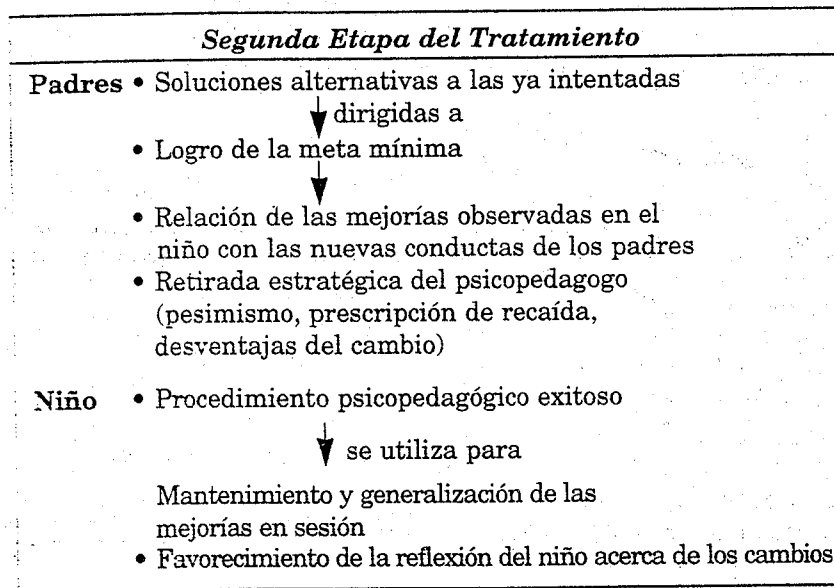 Segunda Etapa del Tratamiento
Padres • Soluciones alternativas a las ya intentadas
dirigidas a
• Logro de la meta mínima
• Relación de las mejorías observadas en el
niño con las nuevas conductas de los padres
• Retirada estratégica del psicopedagogo
(pesimismo, prescripción de recaída,
desventajas del cambio)
Niño • Procedimiento psicopedagógico exitoso
se utiliza para
Mantenimiento y generalización de las
mejorías en sesión
• Favorecimiento de la reflexión del niño acerca de los cambios